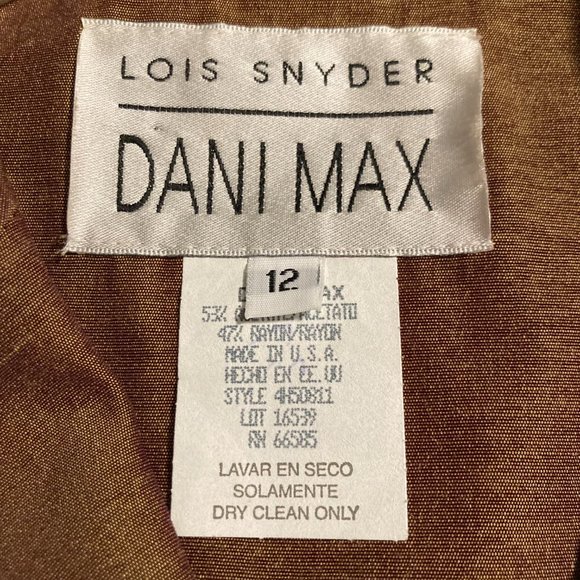 LOIS SNYDER
DANI MAX
12
53% ACETATE/ACETATO
47% RAYON/RAYON
MADE IN U.S.A.
HECHO EN EE.UU
STYLE 4H50811
LOT 16539
RN 66585
LAVAR EN SECO
SOLAMENTE
DRY CLEAN ONLY